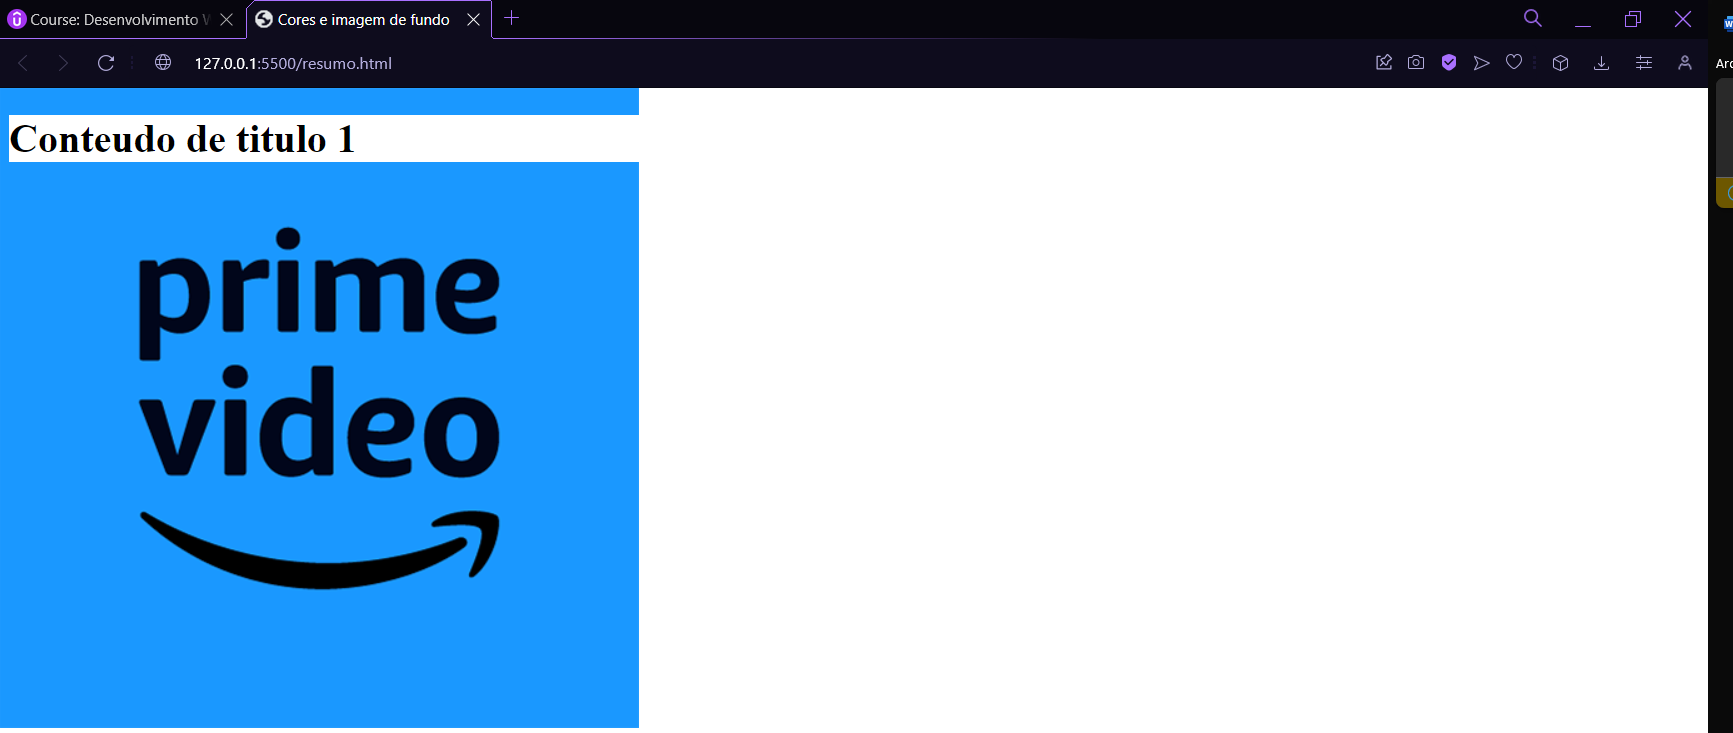 Course: Desenvolvimento
Cores e imagem de fundo
127.0.0.1:5500/resumo.html
Conteudo de titulo 1
prime
video